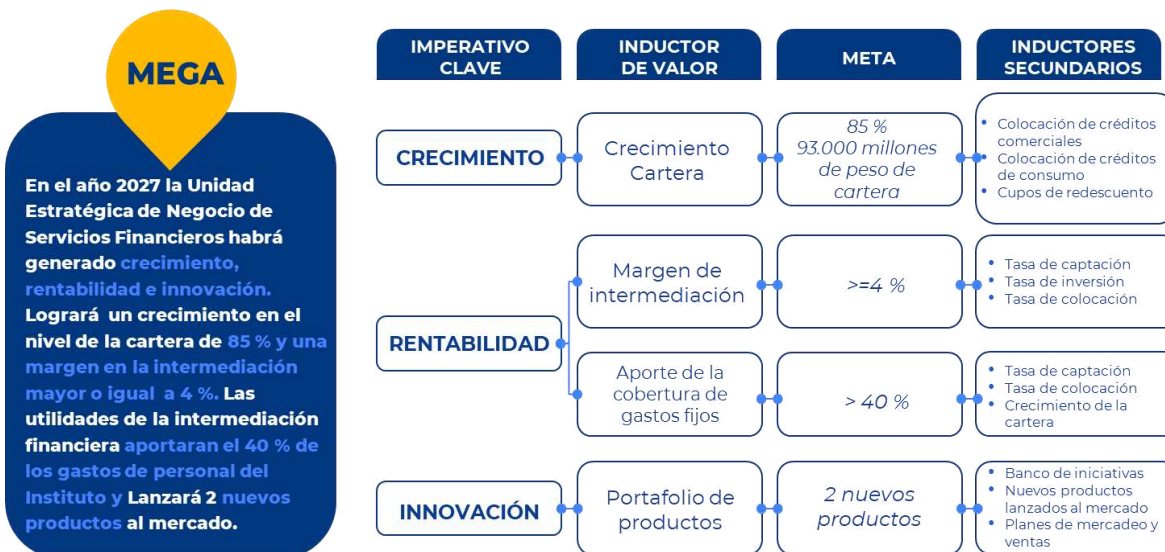 MEGA
En el año 2027 la Unidad
Estratégica de Negocio de
Servicios Financieros habrá
generado crecimiento,
rentabilidad e innovación.
Logrará un crecimiento en el
nivel de la cartera de 85 % y una
margen en la intermediación
mayor o igual a 4 %. Las
utilidades de la intermediación
financiera aportaran el 40 % de
los gastos de personal del
Instituto y Lanzará 2 nuevos
productos al mercado.
IMPERATIVO
CLAVE
INDUCTOR
DE VALOR
META
INDUCTORES
SECUNDARIOS
CRECIMIENTO
Crecimiento
Cartera
85 %
93.000 millones
de peso de
cartera
• Colocación de créditos
comerciales
• Colocación de créditos
de consumo
• Cupos de redescuento
RENTABILIDAD
Margen de
intermediación
>=4 %
• Tasa de captación
• Tasa de inversión
• Tasa de colocación
Aporte de la
cobertura de
gastos fijos
> 40 %
• Tasa de captación
• Tasa de colocación
• Crecimiento de la
cartera
INNOVACIÓN
Portafolio de
productos
2 nuevos
productos
• Banco de iniciativas
• Nuevos productos
lanzados al mercado
• Planes de mercadeo y
ventas